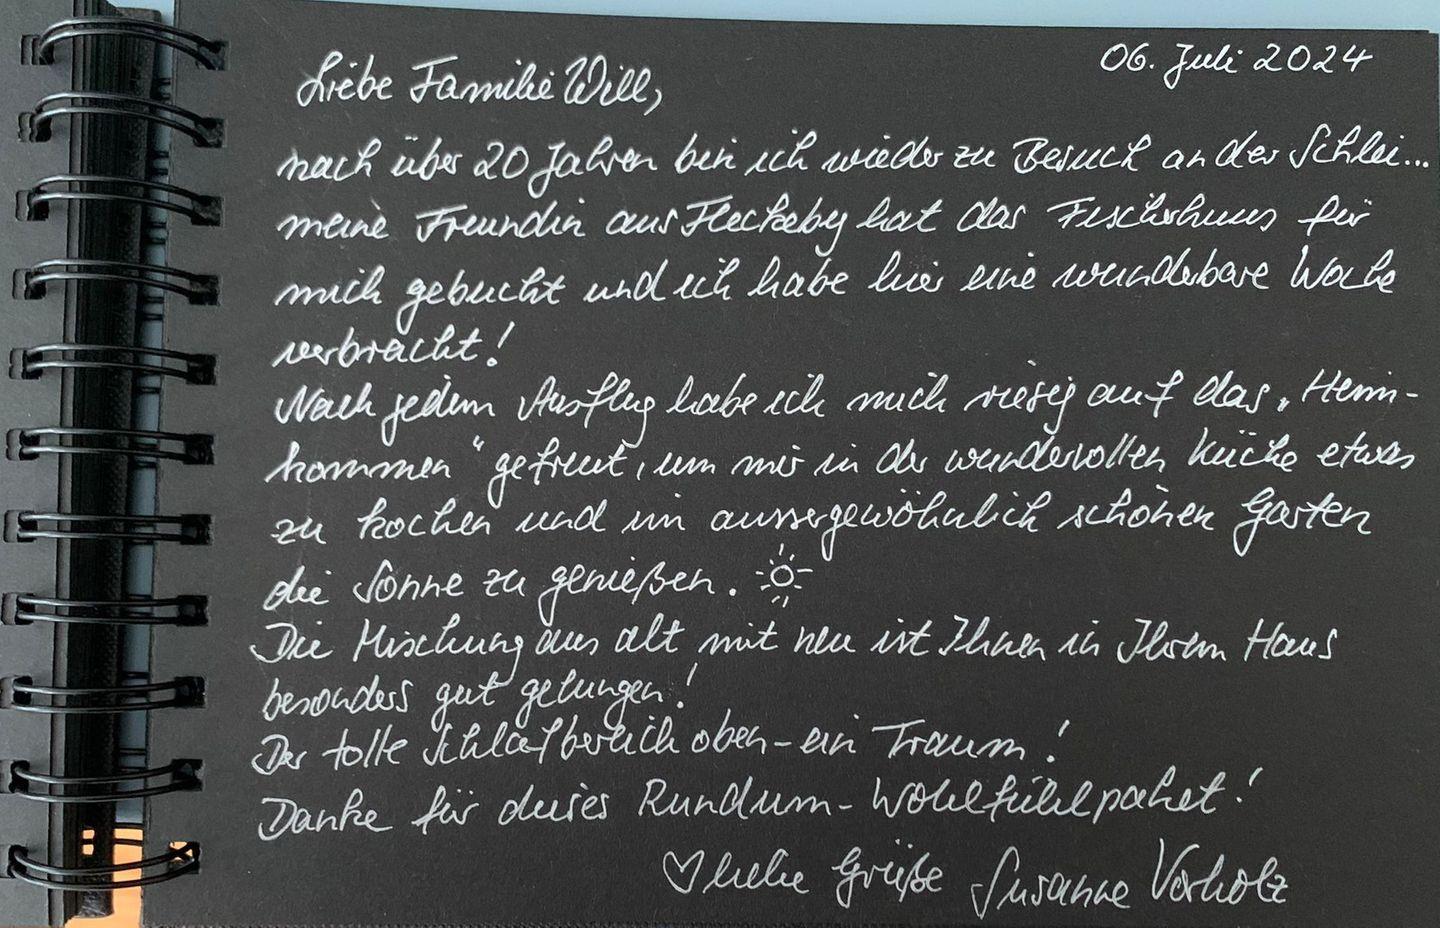 06. Juli 2024
Liebe Familie Will,
nach über 20 Jahren bin ich wieder zu Besuch an der Schlei...
meine Freundin aus Fleckeby hat das Fischerhuus für
mich gebucht und ich habe hier eine wunderbare Woche
verbracht!
Nach jedem Ausflug habe ich mich riesig auf das „Heim-
kommen“ gefreut, um mir in der wundervollen Küche etwas
zu kochen und im aussergewöhnlich schönen Garten
die Sonne zu genießen.
Die Mischung aus alt mit neu ist Ihnen in Ihrem Haus
besonders gut gelungen!
Der tolle Schlafbereich oben – ein Traum!
Danke für dieses Rundum-Wohlfühlpaket!
♡ liebe Grüße Susanne Vorholz